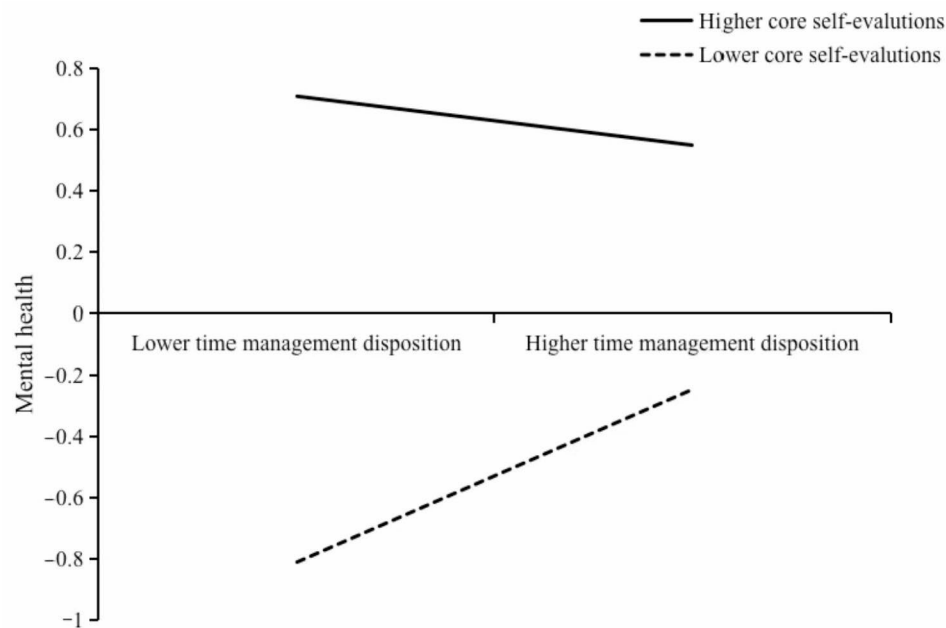 Higher core self-evalutions
Lower core self-evalutions
0.8
0.6
0.4
0.2
0
Lower time management disposition Higher time management disposition
Mental health
−0.2
−0.4
−0.6
−0.8
−1